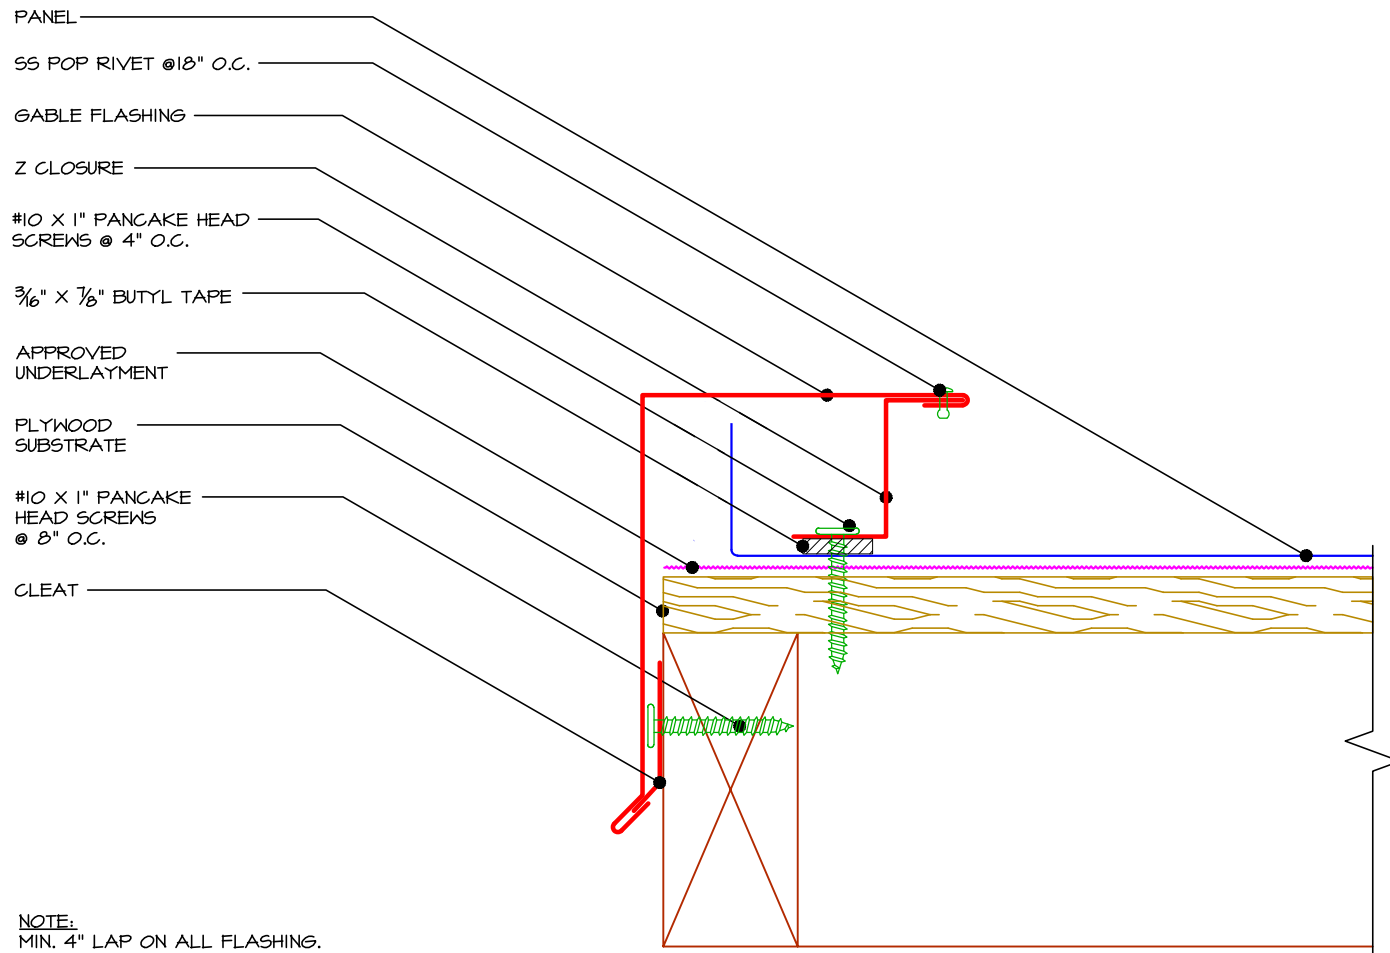 PANEL
SS POP RIVET @18" O.C.
GABLE FLASHING
Z CLOSURE
#10 X 1" PANCAKE HEAD
SCREWS @ 4" O.C.
3/16" X 7/8" BUTYL TAPE
APPROVED
UNDERLAYMENT
PLYWOOD
SUBSTRATE
#10 X 1" PANCAKE
HEAD SCREWS
@ 8" O.C.
CLEAT
NOTE:
MIN. 4" LAP ON ALL FLASHING.